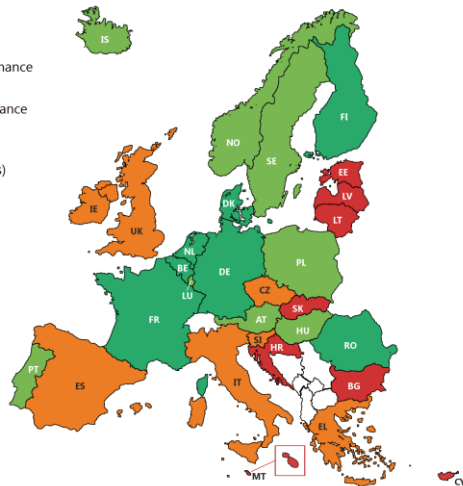 IS
nance
ance
s)
FI
NO
SE
EE
LV
LT
DK
IE
UK
NL
BE
DE
PL
LU
CZ
SK
FR
AT
HU
RO
SI
HR
PT
ES
IT
BG
EL
MT
CY